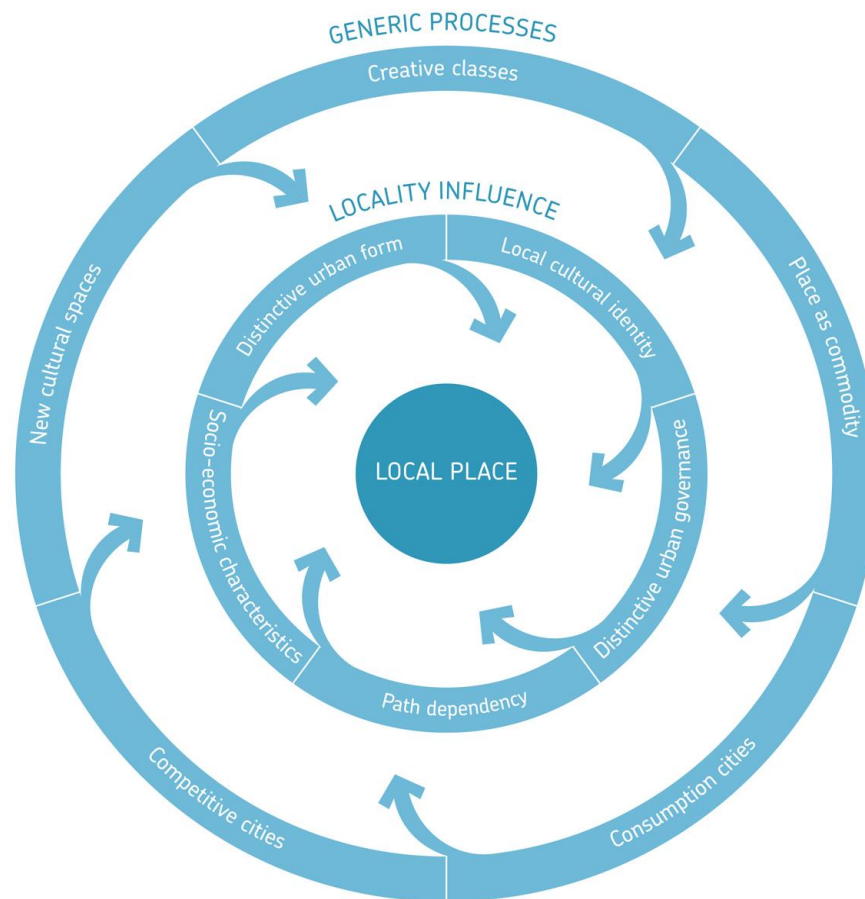 GENERIC PROCESSES
Creative classes
Place as commodity
Consumption cities
Competitive cities
New cultural spaces
LOCALITY INFLUENCE
Distinctive urban form
Local cultural identity
Distinctive urban governance
Path dependency
Socio-economic characteristics
LOCAL PLACE